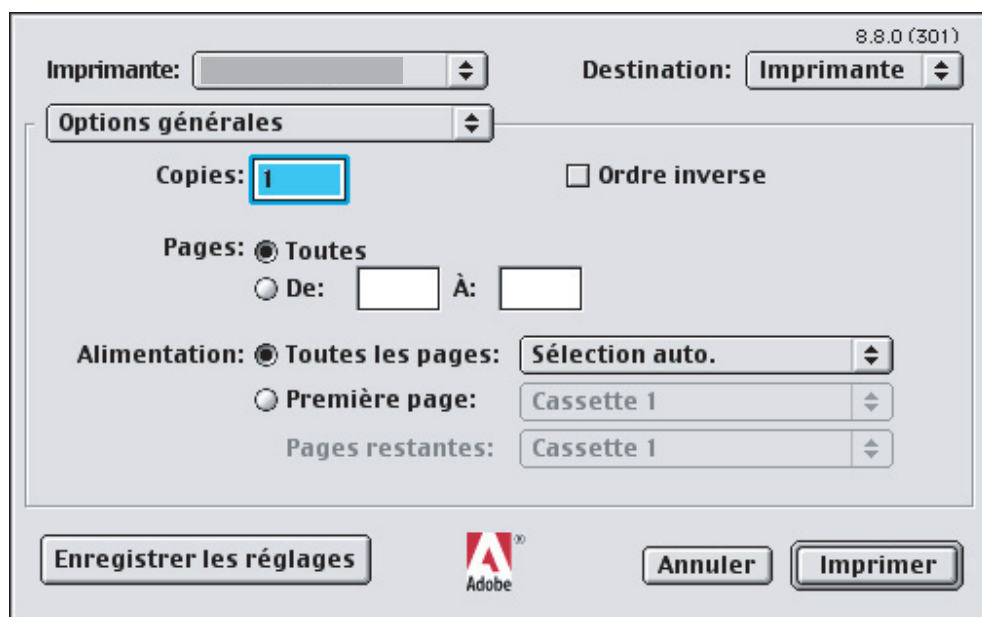 8.8.0 (301)
Imprimante: Destination: Imprimante
Options générales
Copies: 1 Ordre inverse
Pages: Toutes
De: À:
Alimentation: Toutes les pages: Sélection auto.
Première page: Cassette 1
Pages restantes: Cassette 1
Enregistrer les réglages Adobe® Annuler Imprimer